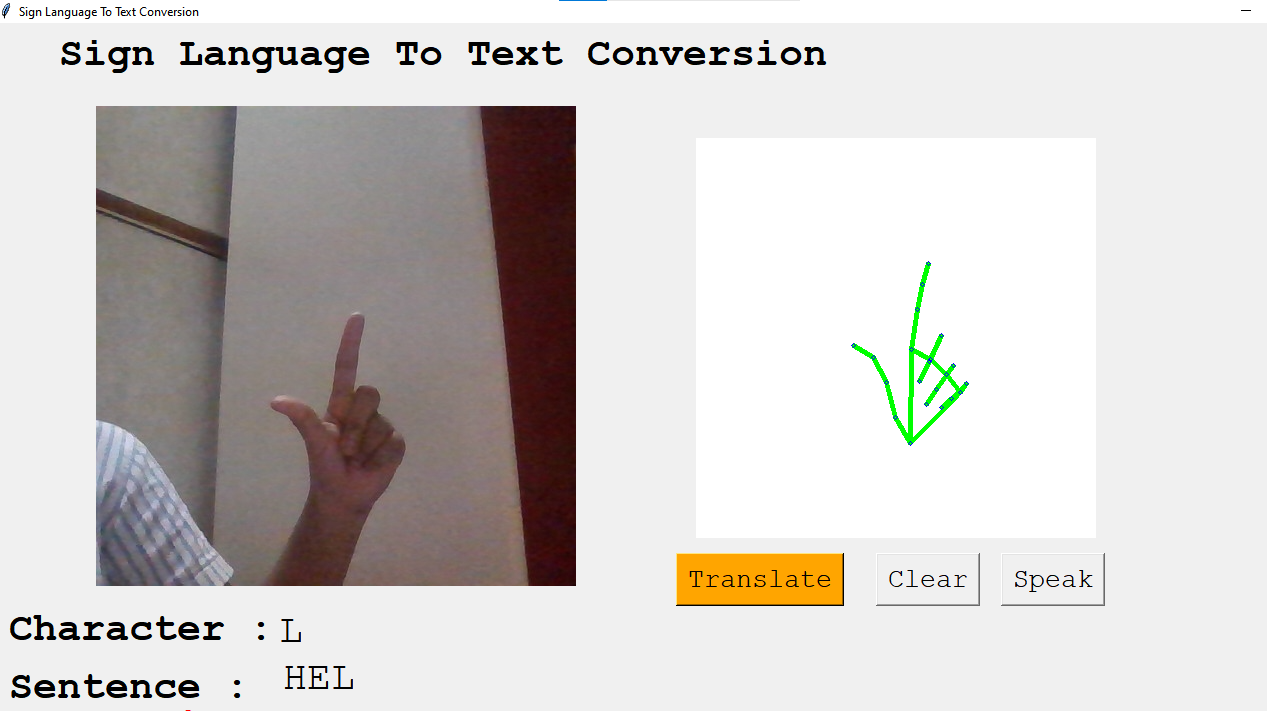 Sign Language To Text Conversion
Sign Language To Text Conversion
Translate
Clear
Speak
Character : L
Sentence : HEL